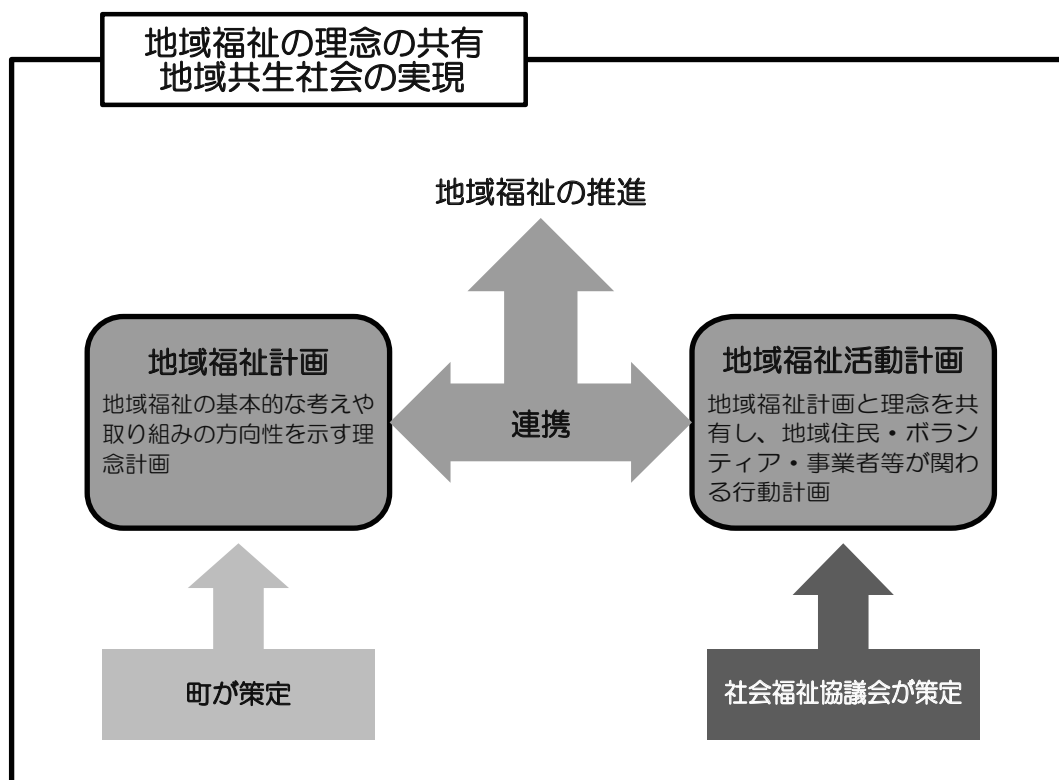 地域福祉の理念の共有
地域共生社会の実現
地域福祉の推進
地域福祉計画
地域福祉の基本的な考えや
取り組みの方向性を示す理
念計画
連携
地域福祉活動計画
地域福祉計画と理念を共
有し、地域住民・ボラン
ティア・事業者等が関わ
る行動計画
町が策定
社会福祉協議会が策定